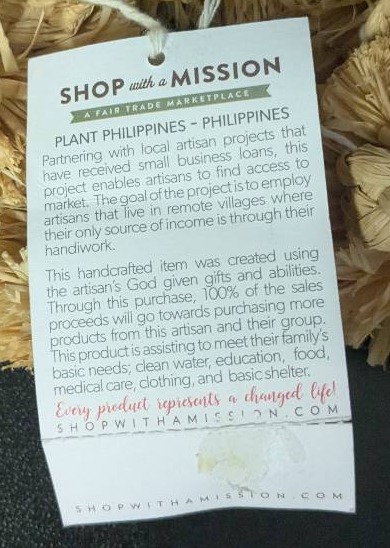 SHOP with a MISSION
A FAIR TRADE MARKETPLACE
PLANT PHILIPPINES - PHILIPPINES
Partnering with local artisan projects that
have received small business loans, this
project enables artisans to find access to
market. The goal of the project is to employ
artisans that live in remote villages where
their only source of income is through their
handiwork.
This handcrafted item was created using
the artisan's God given gifts and abilities.
Through this purchase, 100% of the sales
proceeds will go towards purchasing more
products from this artisan and their group.
This product is assisting to meet their family's
basic needs; clean water, education, food,
medical care, clothing, and basic shelter.
Every product represents a changed life!
SHOPWITHAMISSION.COM
SHOPWITHAMISSION.COM